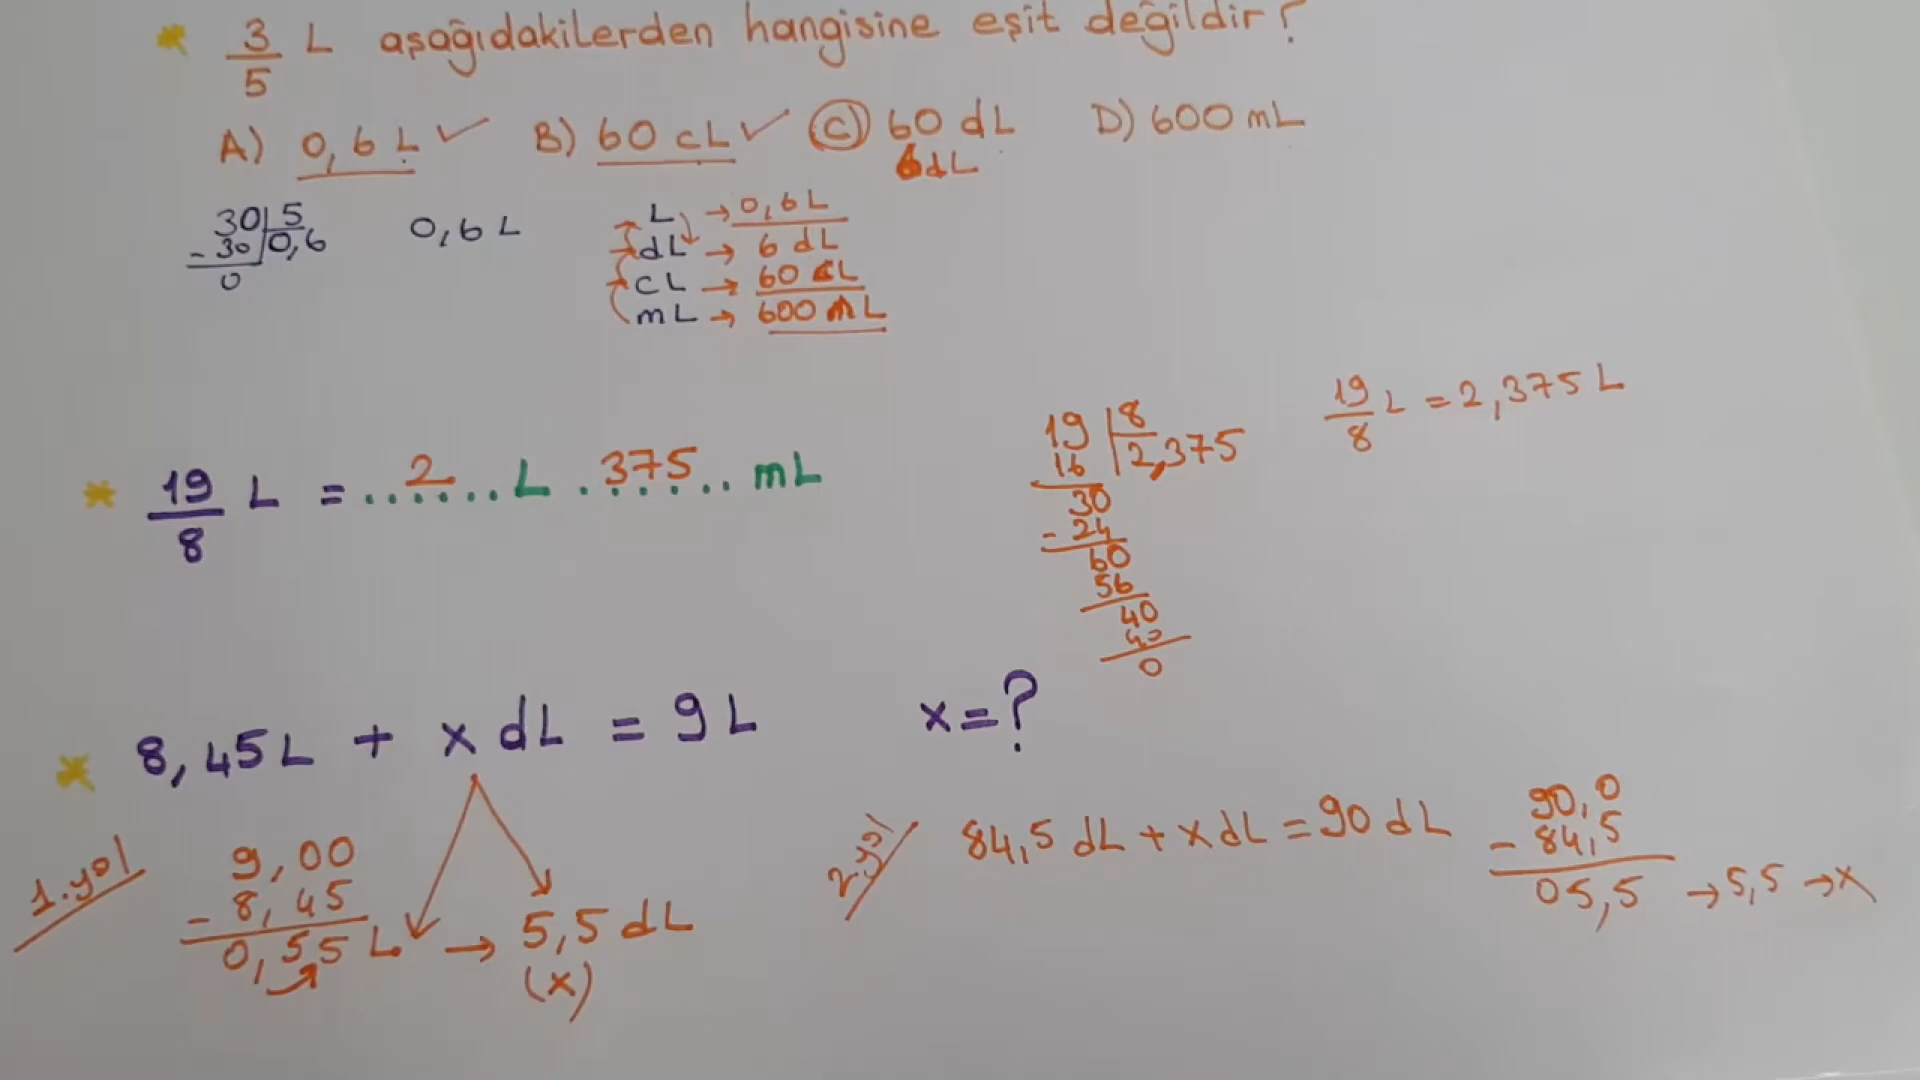 * 3/5 L aşağıdakilerden hangisine eşit değildir?
A) 0,6 L ✓ B) 60 cL ✓ C) 60 dL D) 600 mL
6 dL
30 | 5
- 30 0,6
0
0,6 L
L → 0,6 L
dL → 6 dL
cL → 60 cL
mL → 600 mL
* 19/8 L = ..2.. L .375.. mL
19 | 8
16 2,375
30
- 24
60
56
40
40
0
19/8 L = 2,375 L
* 8,45 L + x dL = 9 L x = ?
1. yol
9,00
- 8,45
0,55 L → 5,5 dL
(x)
2. yol
84,5 dL + x dL = 90 dL
90,0
- 84,5
05,5 → 5,5 → x